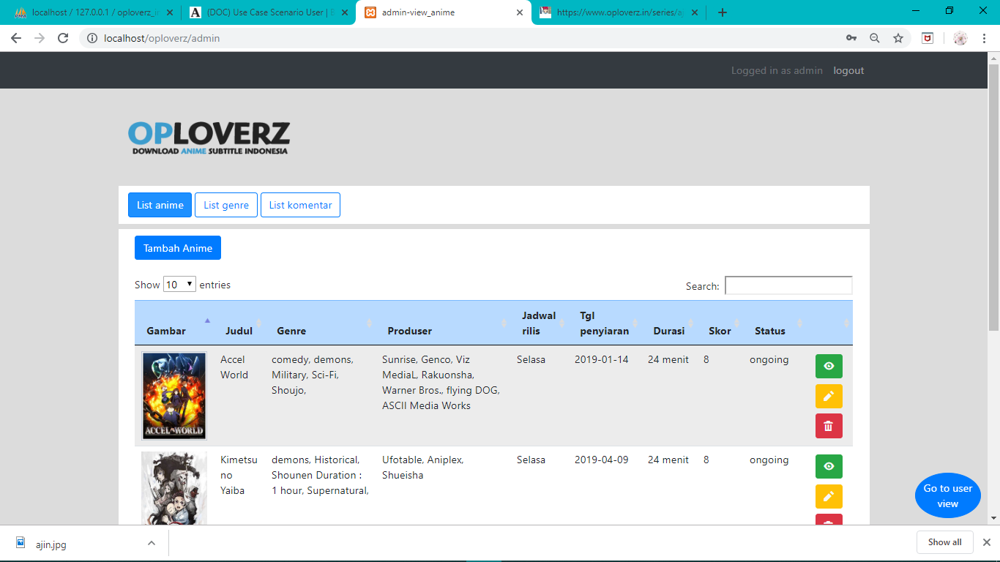 localhost / 127.0.0.1 / oploverz_in
(DOC) Use Case Scenario User | B
admin-view_anime
https://www.oploverz.in/series/aj
localhost/oploverz/admin
Logged in as admin logout
OPLOVERZ
DOWNLOAD ANIME SUBTITLE INDONESIA
List anime List genre List komentar
Tambah Anime
Show 10 entries Search:
Gambar Judul Genre Produser Jadwal rilis Tgl penyiaran Durasi Skor Status
ACCEL WORLD
Accel World
comedy, demons,
Military, Sci-Fi,
Shoujo,
Sunrise, Genco, Viz
MediaL, Rakuonsha,
Warner Bros., flying DOG,
ASCII Media Works
Selasa 2019-01-14 24 menit 8 ongoing
Kimetsu
no
Yaiba
demons, Historical,
Shounen Duration :
1 hour, Supernatural,
Ufotable, Aniplex,
Shueisha
Selasa 2019-04-09 24 menit 8 ongoing
Go to user
view
ajin.jpg
Show all